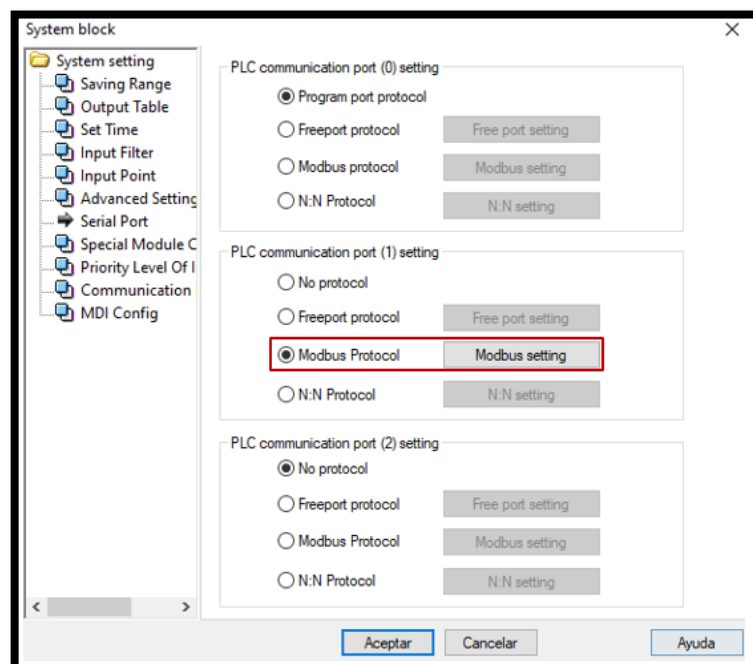 System block
System setting
Saving Range
Output Table
Set Time
Input Filter
Input Point
Advanced Setting
Serial Port
Special Module C
Priority Level Of I
Communication
MDI Config
PLC communication port (0) setting
Program port protocol
Freeport protocol Free port setting
Modbus protocol Modbus setting
N:N Protocol N:N setting
PLC communication port (1) setting
No protocol
Freeport protocol Free port setting
Modbus Protocol Modbus setting
N:N Protocol N:N setting
PLC communication port (2) setting
No protocol
Freeport protocol Free port setting
Modbus Protocol Modbus setting
N:N Protocol N:N setting
Aceptar Cancelar Ayuda